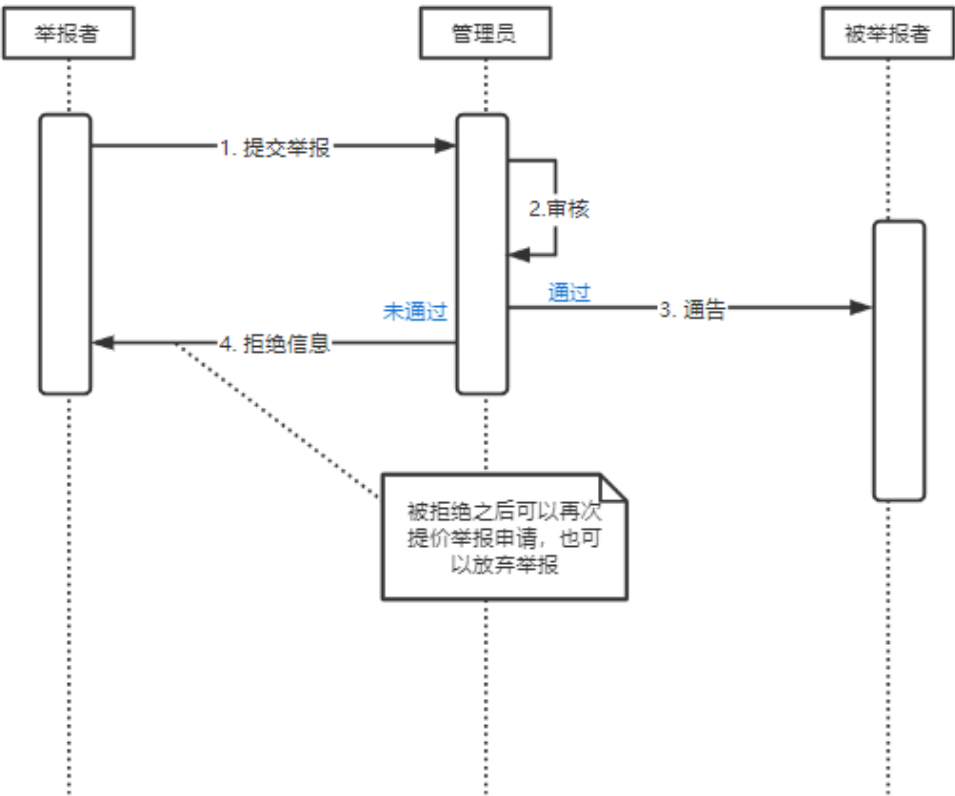 举报者
管理员
被举报者
1. 提交举报
2.审核
通过
未通过
3. 通告
4. 拒绝信息
被拒绝之后可以再次
提价举报申请，也可
以放弃举报